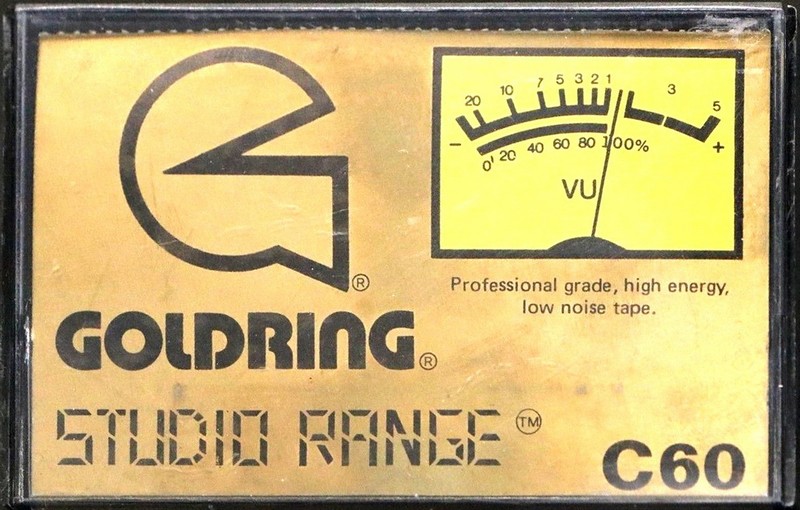 20 10 7 5 3 2 1 3 5
- 0 20 40 60 80 100% +
VU
®
Professional grade, high energy,
low noise tape.
GOLDRING®
STUDIO RANGE™
C60